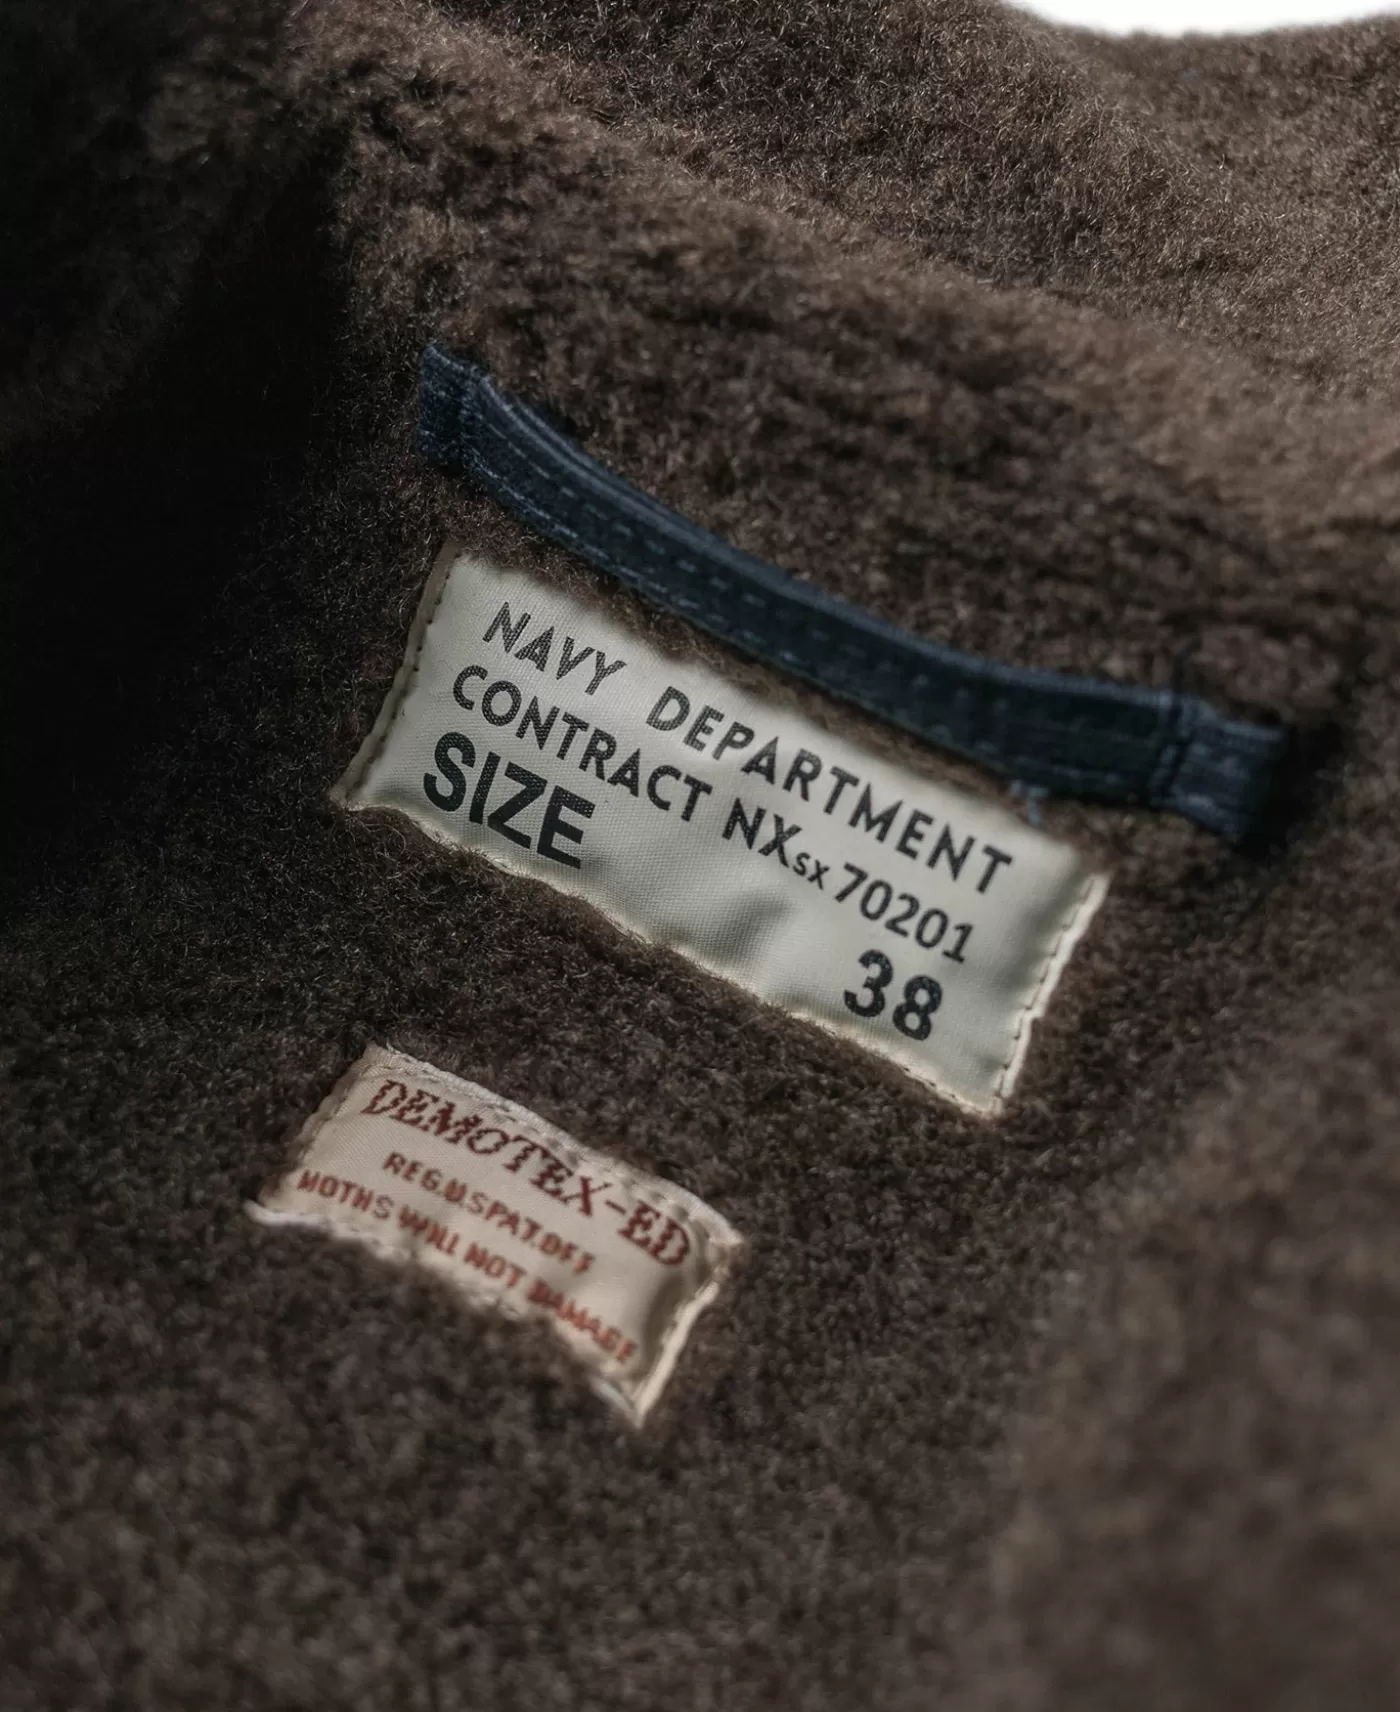 NAVY DEPARTMENT
CONTRACT NXsx 70201
SIZE 38
DEMOTEX-ED
REG.U.S.PAT.OFF
MOTHS WILL NOT DAMAGE